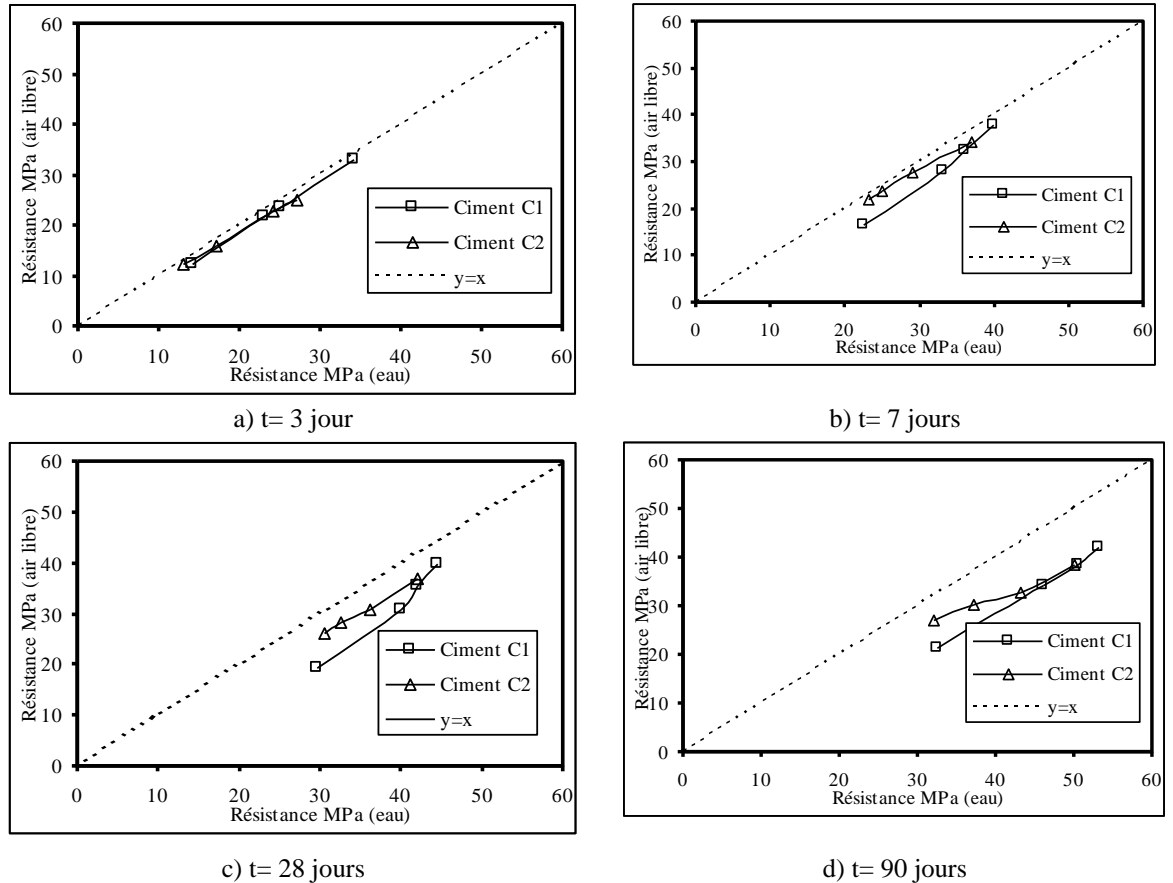 60
50
40
30
20
10
0
Résistance MPa (air libre)
Ciment C1
Ciment C2
y=x
0 10 20 30 40 50 60
Résistance MPa (eau)
a) t= 3 jour
60
50
40
30
20
10
0
Résistance MPa (air libre)
Ciment C1
Ciment C2
y=x
0 10 20 30 40 50 60
Résistance MPa (eau)
b) t= 7 jours
60
50
40
30
20
10
0
Résistance MPa (air libre)
Ciment C1
Ciment C2
y=x
0 10 20 30 40 50 60
Résistance MPa (eau)
c) t= 28 jours
60
50
40
30
20
10
0
Résistance MPa (air libre)
Ciment C1
Ciment C2
y=x
0 10 20 30 40 50 60
Résistance MPa (eau)
d) t= 90 jours